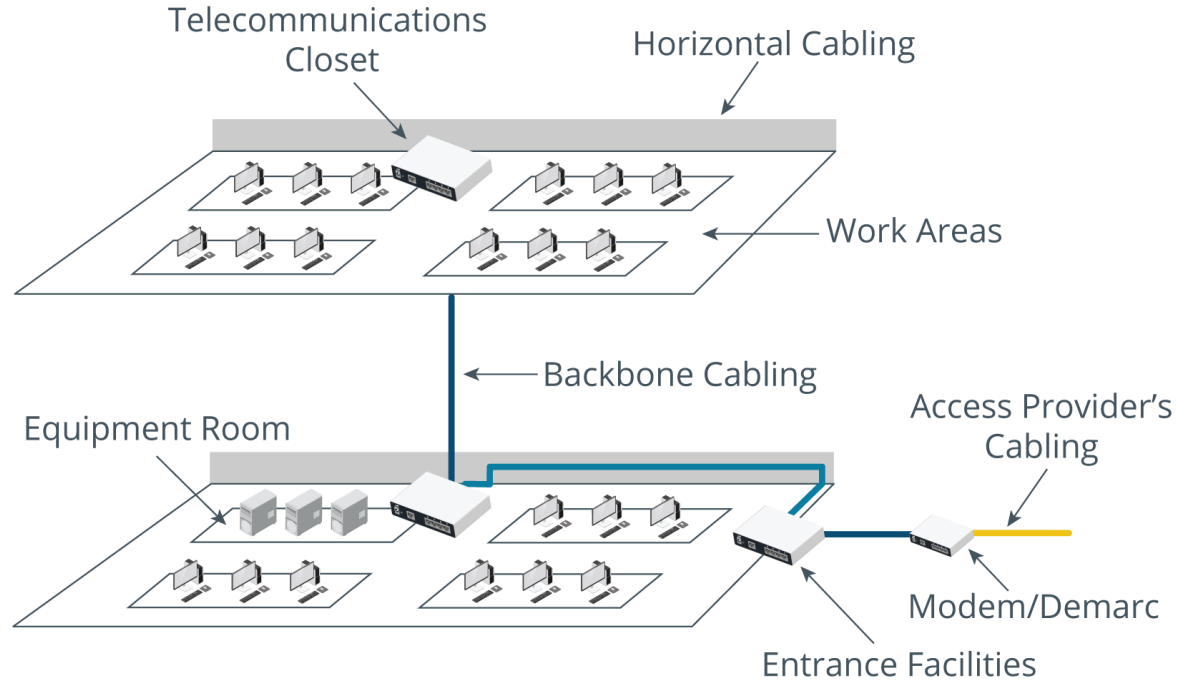 Telecommunications
Closet
Horizontal Cabling
Work Areas
Backbone Cabling
Equipment Room
Access Provider's
Cabling
Modem/Demarc
Entrance Facilities